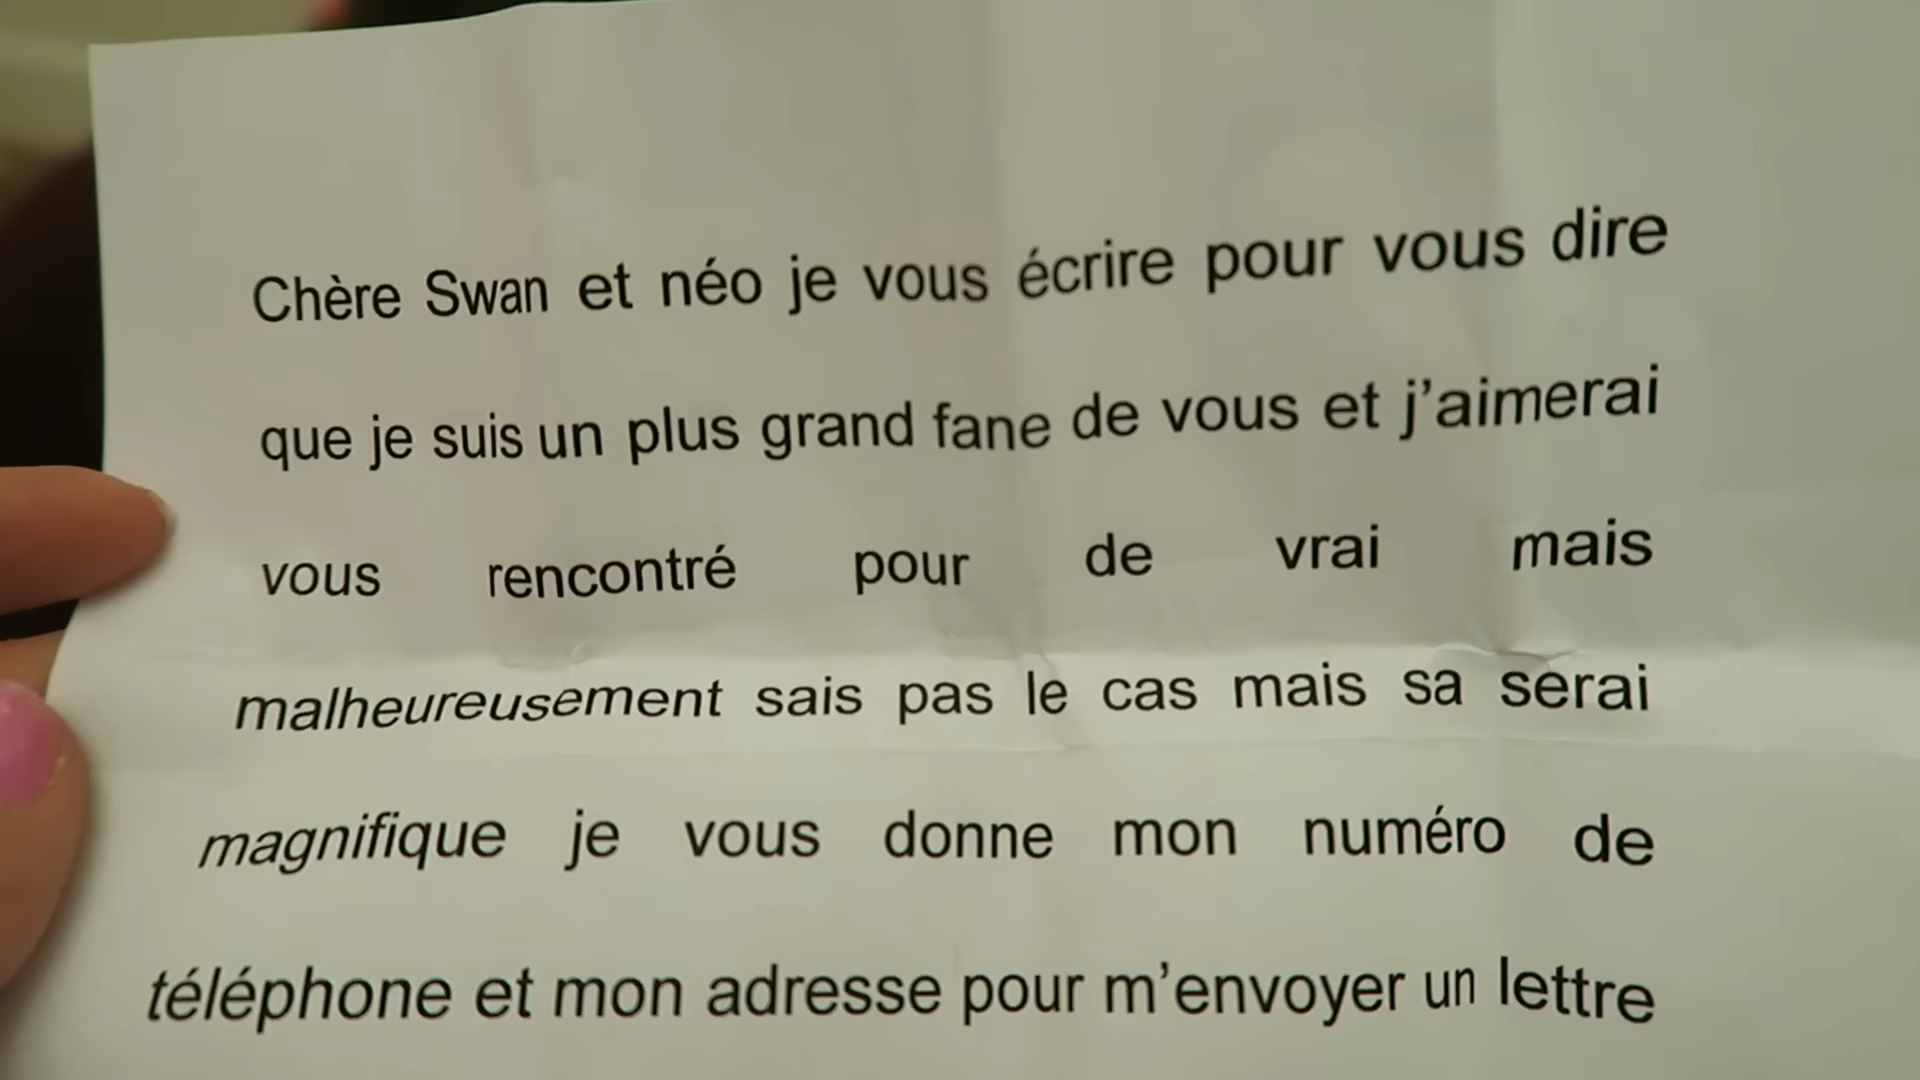 Chère Swan et néo je vous écrire pour vous dire
que je suis un plus grand fane de vous et j’aimerai
vous rencontré pour de vrai mais
malheureusement sais pas le cas mais sa serai
magnifique je vous donne mon numéro de
téléphone et mon adresse pour m’envoyer un lettre